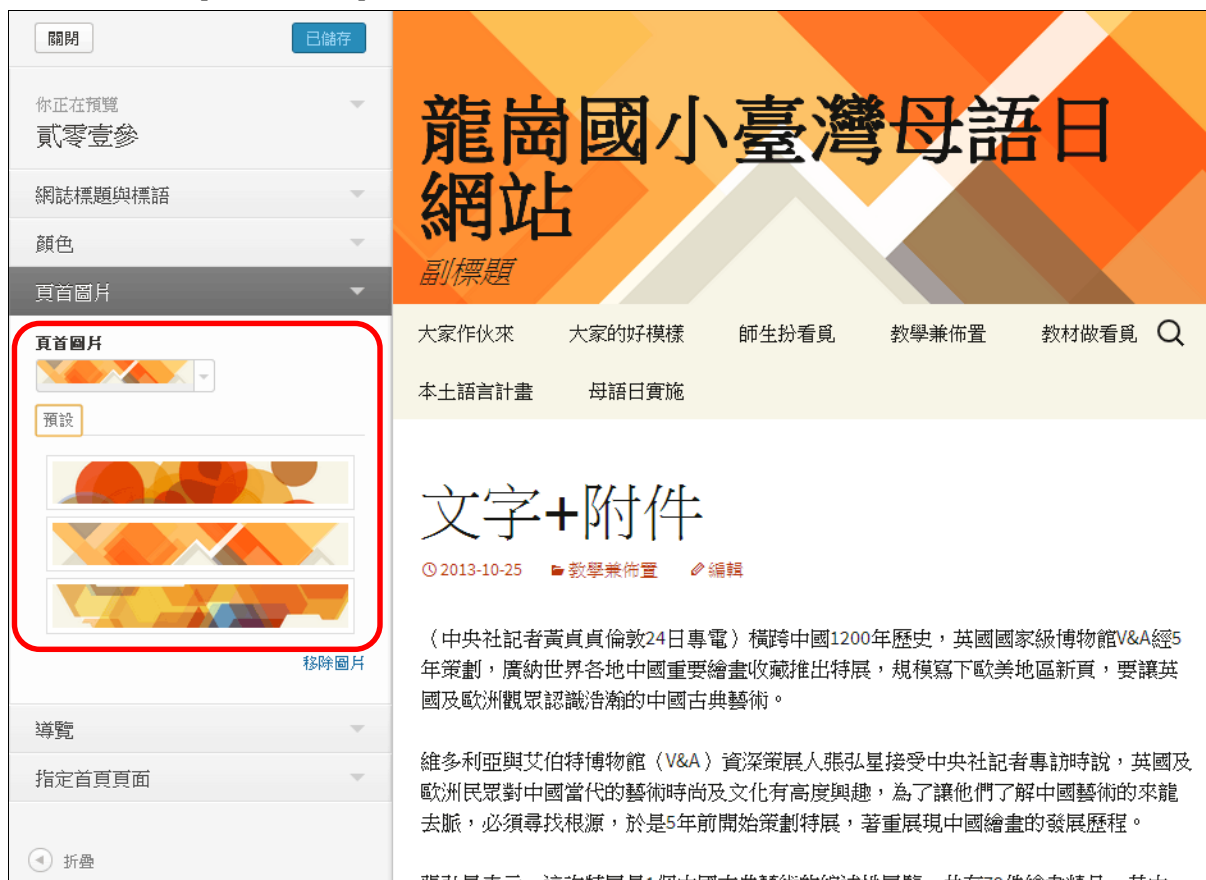 關閉
已儲存
你正在預覽
貳零壹參
網誌標題與標語
顏色
頁首圖片
頁首圖片
預設
移除圖片
導覽
指定首頁頁面
折疊
龍崗國小臺灣母語日
網站
副標題
大家作伙來 大家的好模樣 師生扮看覓 教學兼佈置 教材做看覓
本土語言計畫 母語日實施
文字+附件
2013-10-25 教學兼佈置 編輯
（中央社記者黃貞貞倫敦24日專電）橫跨中國1200年歷史，英國國家級博物館V&A經5
年策劃，廣納世界各地中國重要繪畫收藏推出特展，規模寫下歐美地區新頁，要讓英
國及歐洲觀眾認識浩瀚的中國古典藝術。
維多利亞與艾伯特博物館（V&A）資深策展人張弘星接受中央社記者專訪時說，英國及
歐洲民眾對中國當代的藝術時尚及文化有高度興趣，為了讓他們了解中國藝術的來龍
去脈，必須尋找根源，於是5年前開始策劃特展，著重展現中國繪畫的發展歷程。